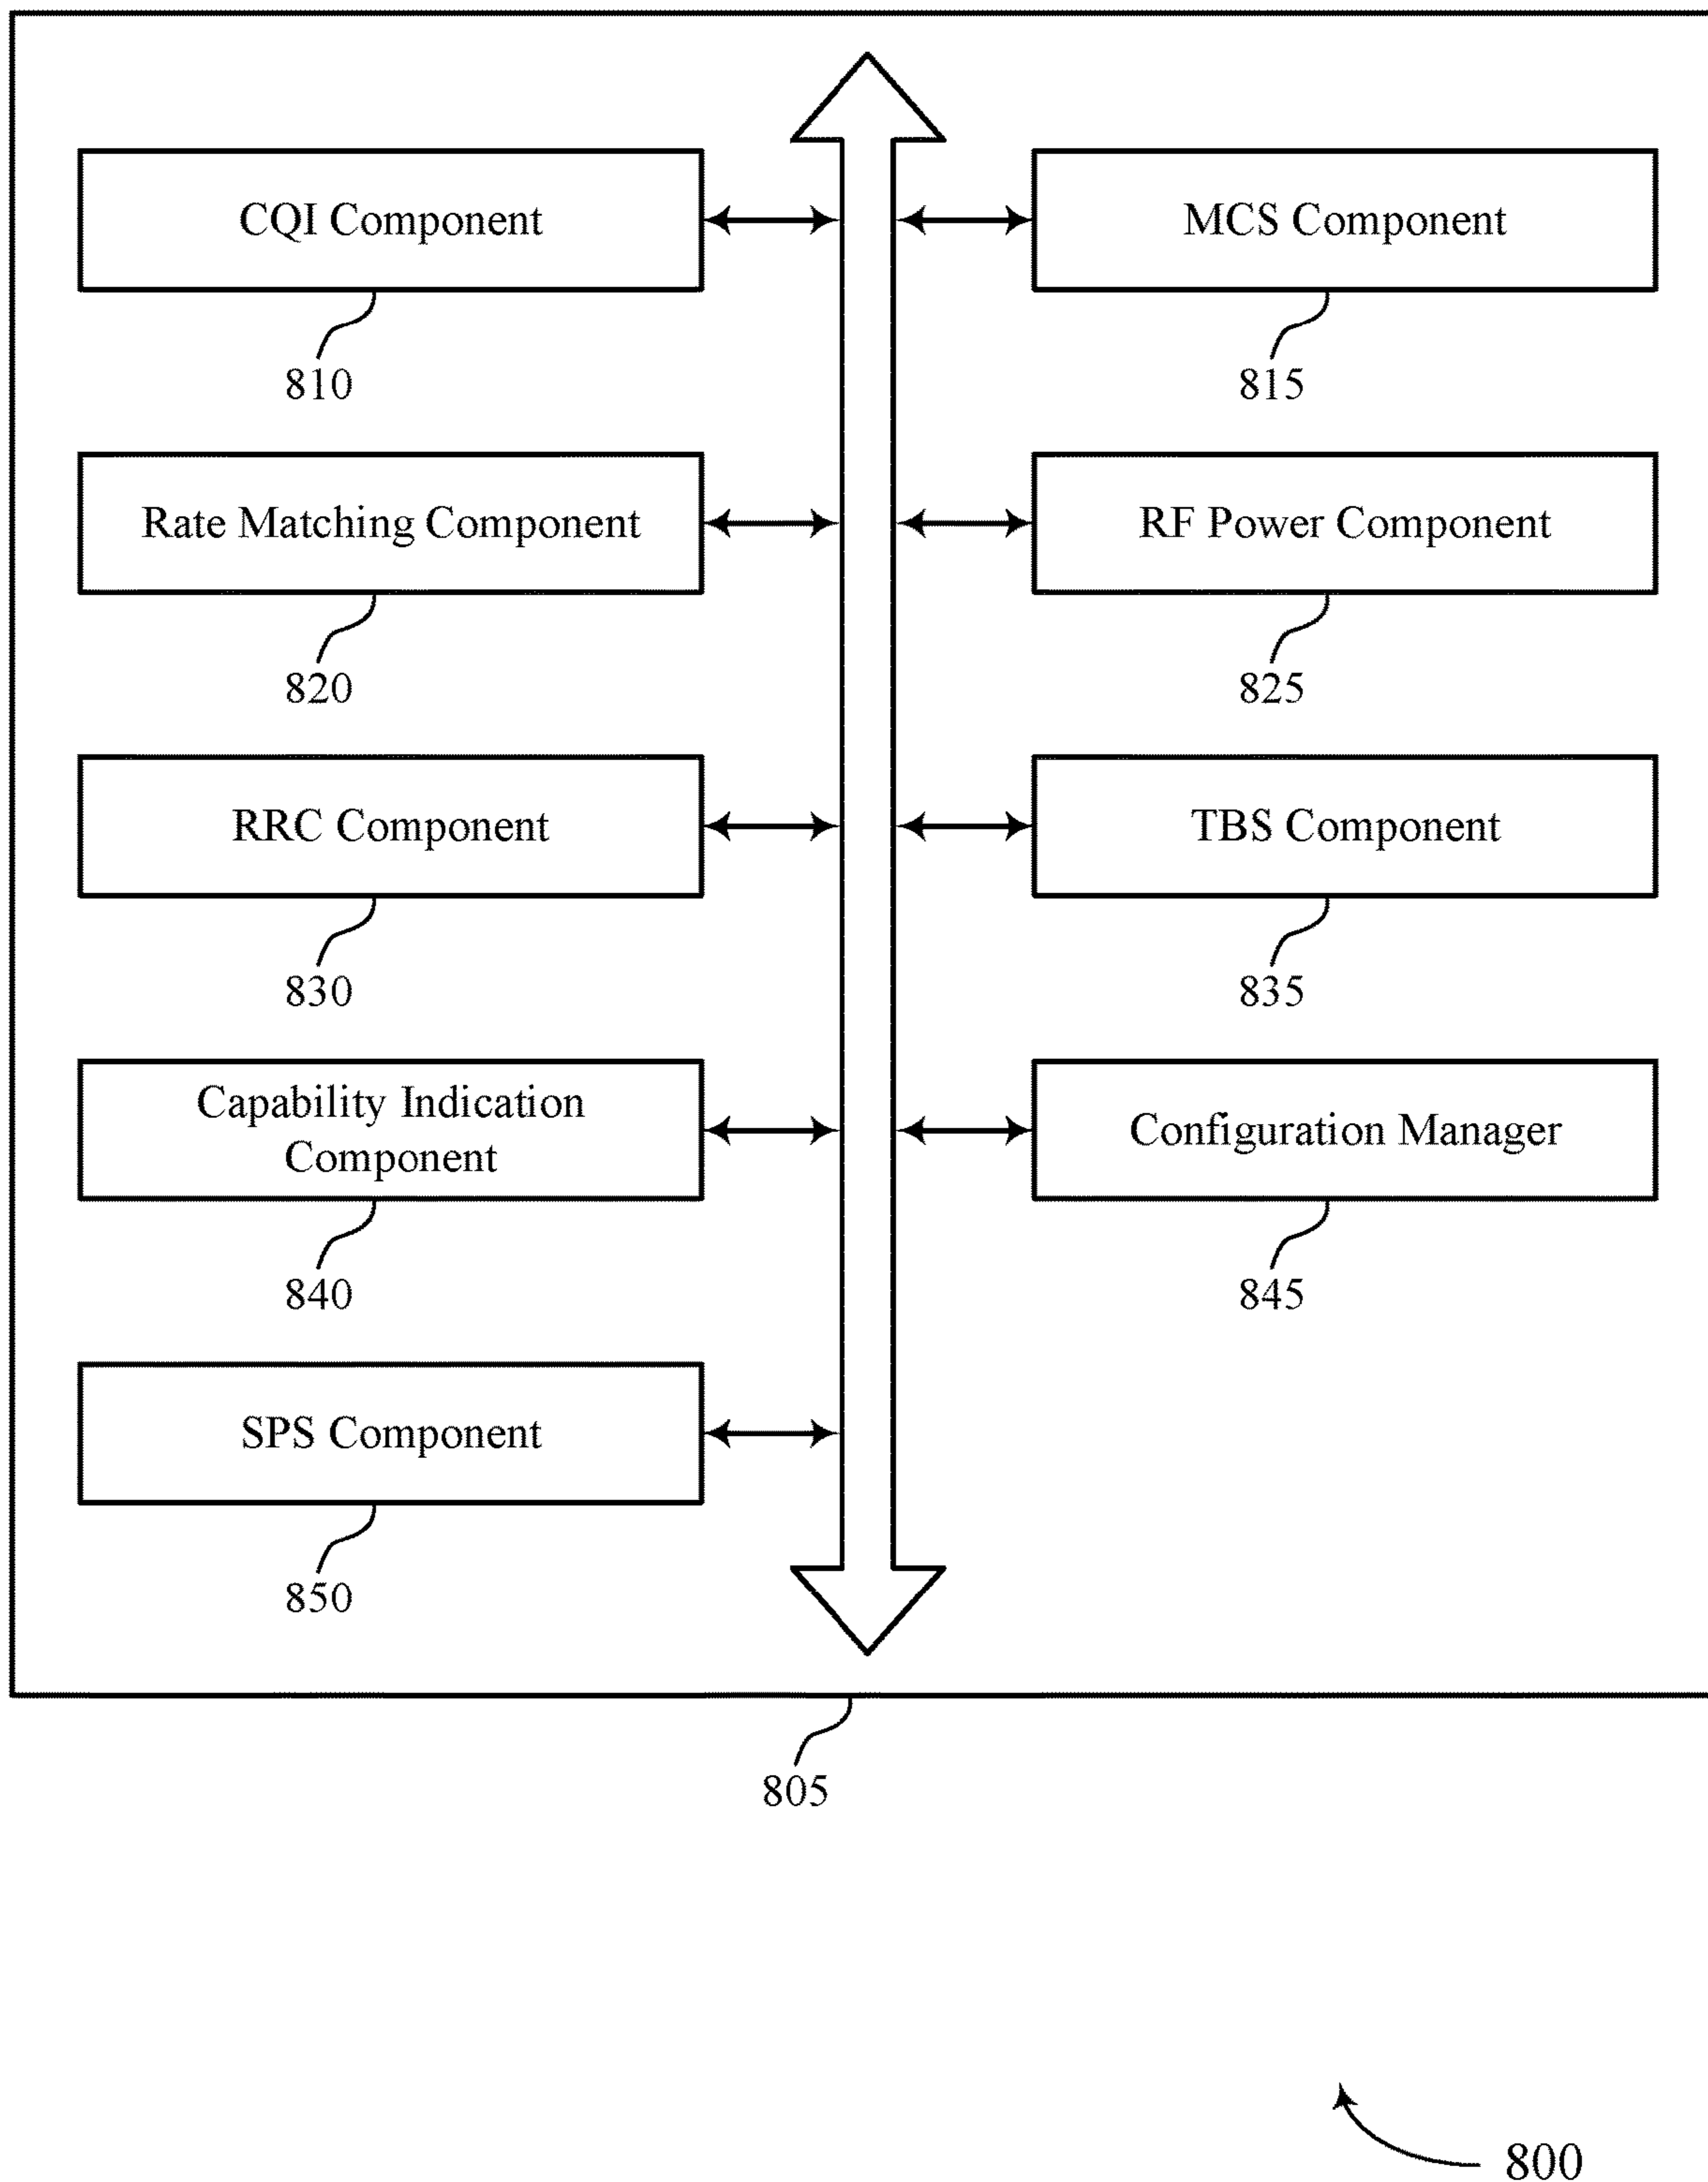 CQI Component
MCS Component
810
815
Rate Matching Component
RF Power Component
820
825
RRC Component
TBS Component
830
835
Capability Indication
Component
Configuration Manager
840
845
SPS Component
850
805
800